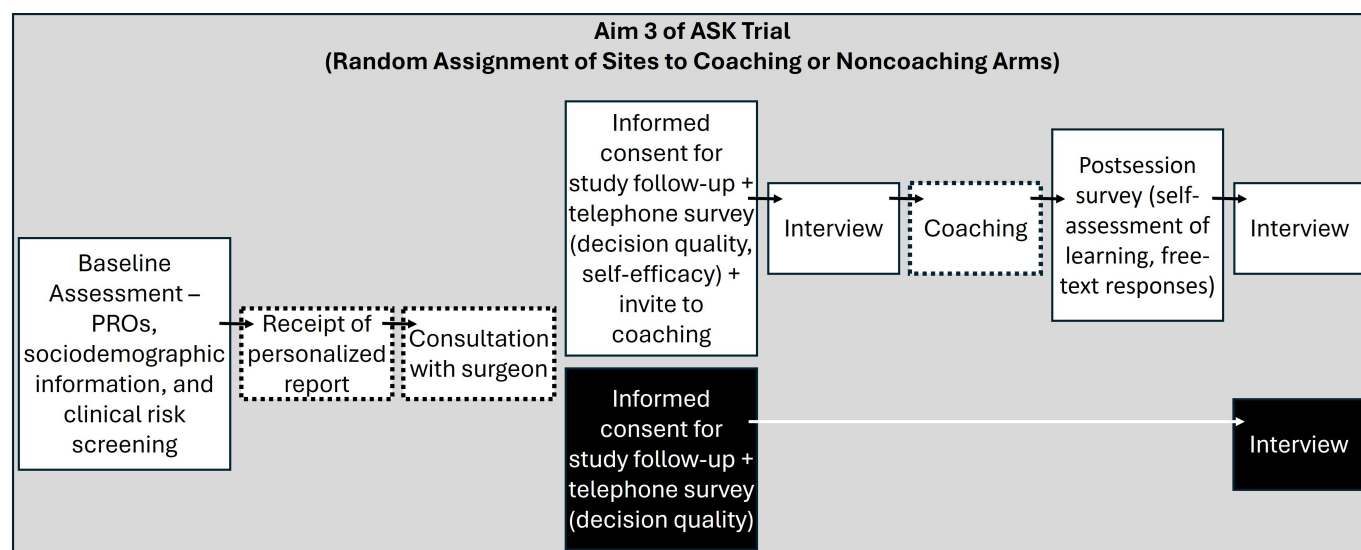 Aim 3 of ASK Trial
(Random Assignment of Sites to Coaching or Noncoaching Arms)
Baseline
Assessment –
PROs,
sociodemographic
information, and
clinical risk
screening
Receipt of
personalized
report
Consultation
with surgeon
Informed
consent for
study follow-up +
telephone survey
(decision quality,
self-efficacy) +
invite to
coaching
Interview
Coaching
Postsession
survey (self-
assessment of
learning, free-
text responses)
Interview
Informed
consent for
study follow-up +
telephone survey
(decision quality)
Interview